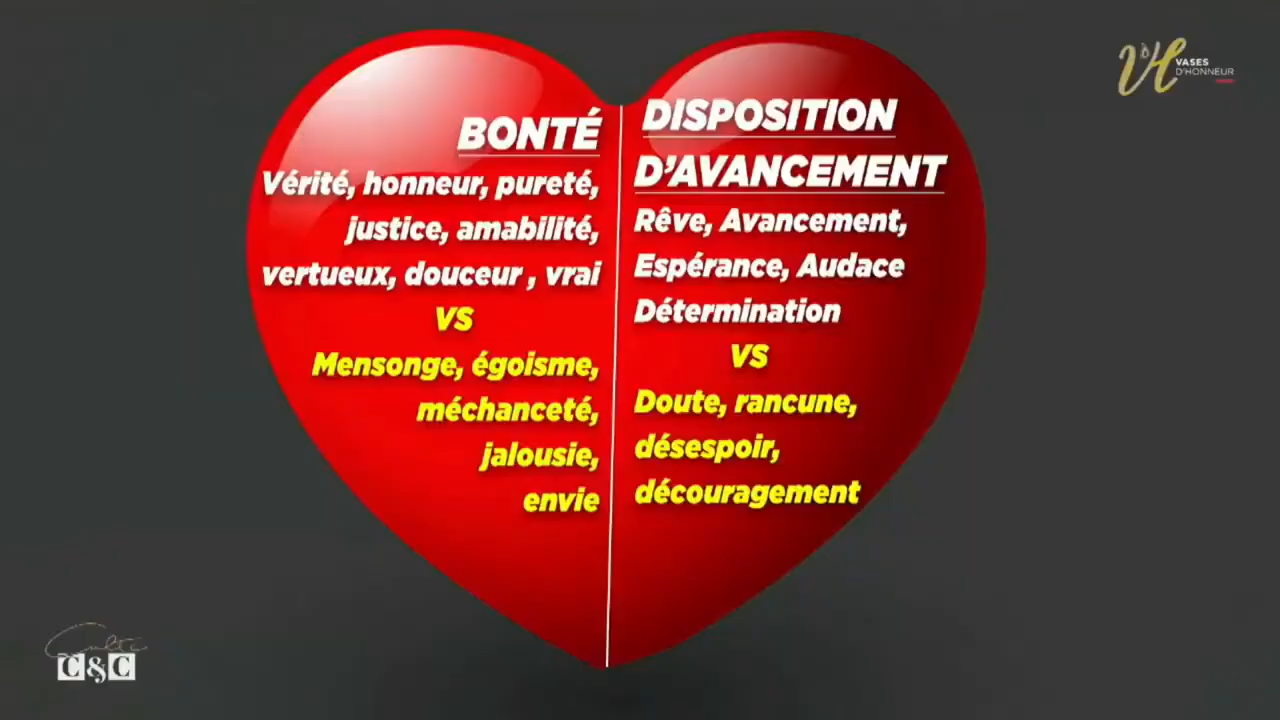 BONTÉ
Vérité, honneur, pureté,
justice, amabilité,
vertueux, douceur , vrai
VS
Mensonge, égoisme,
méchanceté,
jalousie,
envie
DISPOSITION
D'AVANCEMENT
Rêve, Avancement,
Espérance, Audace
Détermination
VS
Doute, rancune,
désespoir,
découragement
VASES
D'HONNEUR
Culte
C&C